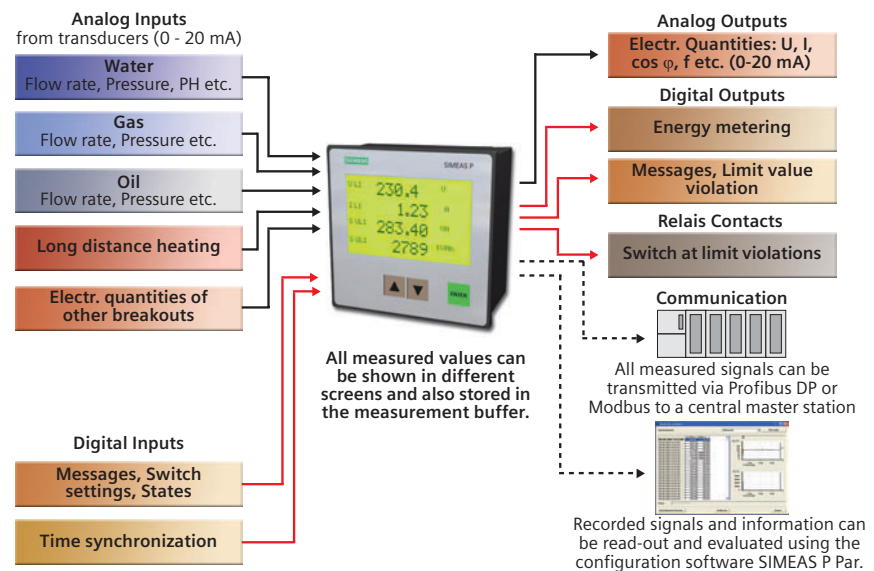 Analog Inputs
from transducers (0 - 20 mA)
Water
Flow rate, Pressure, PH etc.
Gas
Flow rate, Pressure etc.
Oil
Flow rate, Pressure etc.
Long distance heating
Electr. quantities of
other breakouts
Digital Inputs
Messages, Switch
settings, States
Time synchronization
SIEMENS
SIMEAS P
U L1 230.4 U
I L1 1.23 A
283.40
2789
ENTER
All measured values can
be shown in different
screens and also stored in
the measurement buffer.
Analog Outputs
Electr. Quantities: U, I,
cos φ, f etc. (0-20 mA)
Digital Outputs
Energy metering
Messages, Limit value
violation
Relais Contacts
Switch at limit violations
Communication
All measured signals can be
transmitted via Profibus DP or
Modbus to a central master station
Recorded signals and information can
be read-out and evaluated using the
configuration software SIMEAS P Par.